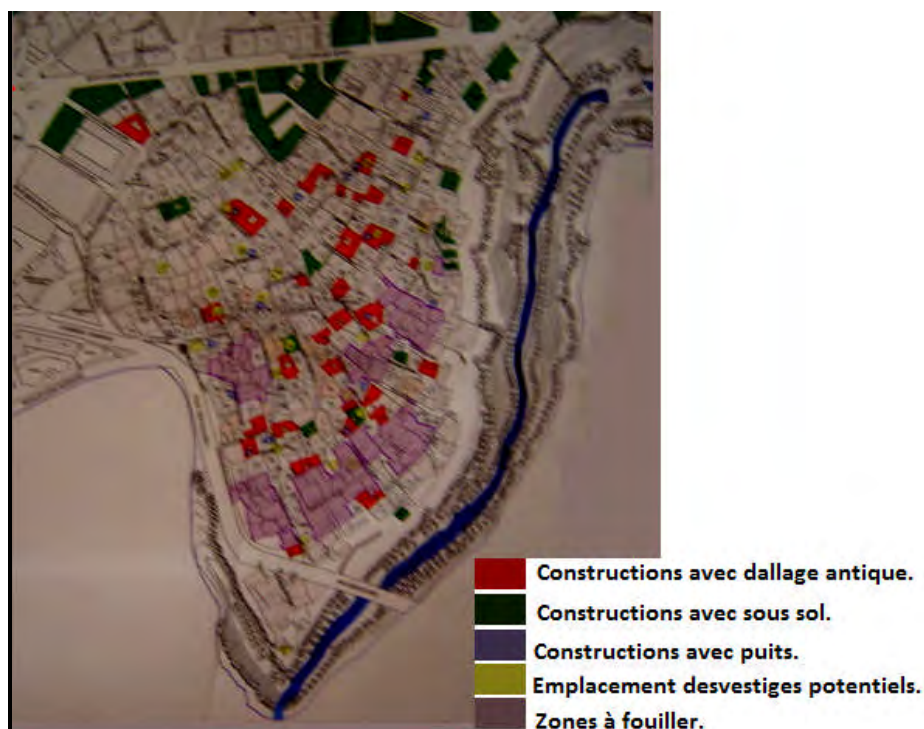 Constructions avec dallage antique.
Constructions avec sous sol.
Constructions avec puits.
Emplacement desvestiges potentiels.
Zones à fouiller.